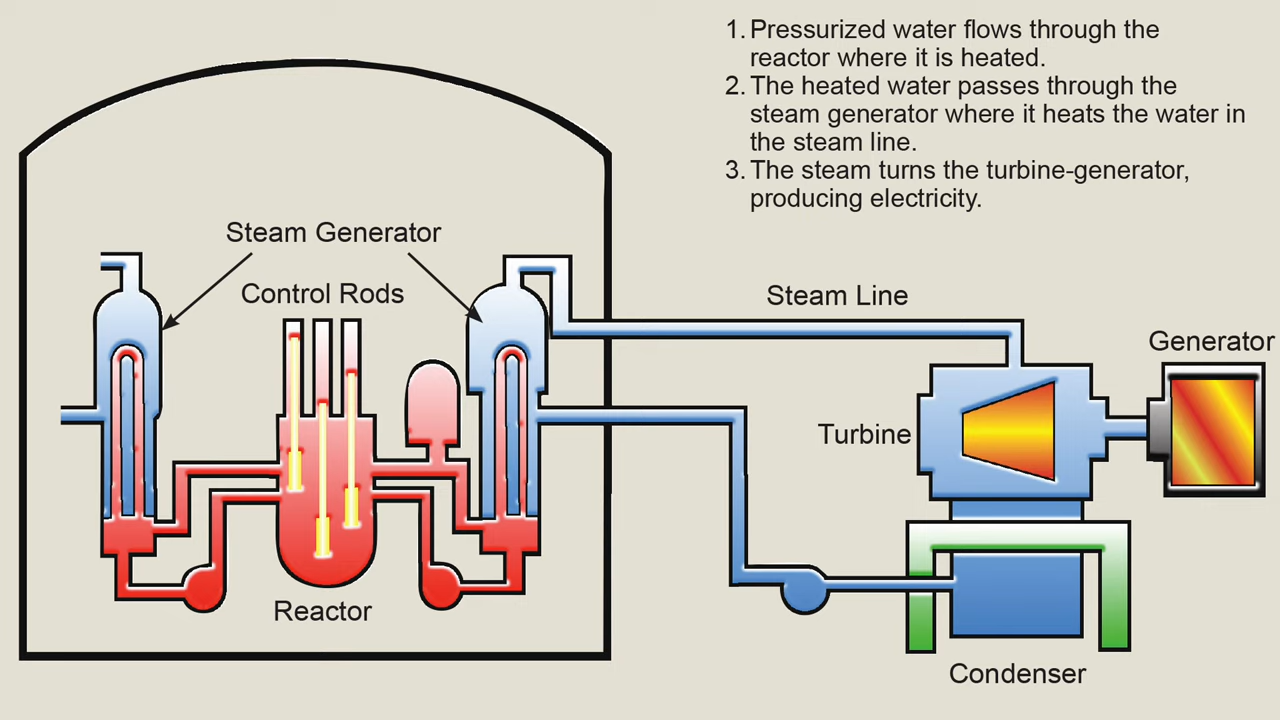 1. Pressurized water flows through the
reactor where it is heated.
2. The heated water passes through the
steam generator where it heats the water in
the steam line.
3. The steam turns the turbine-generator,
producing electricity.
Steam Generator
Control Rods
Steam Line
Generator
Turbine
Reactor
Condenser